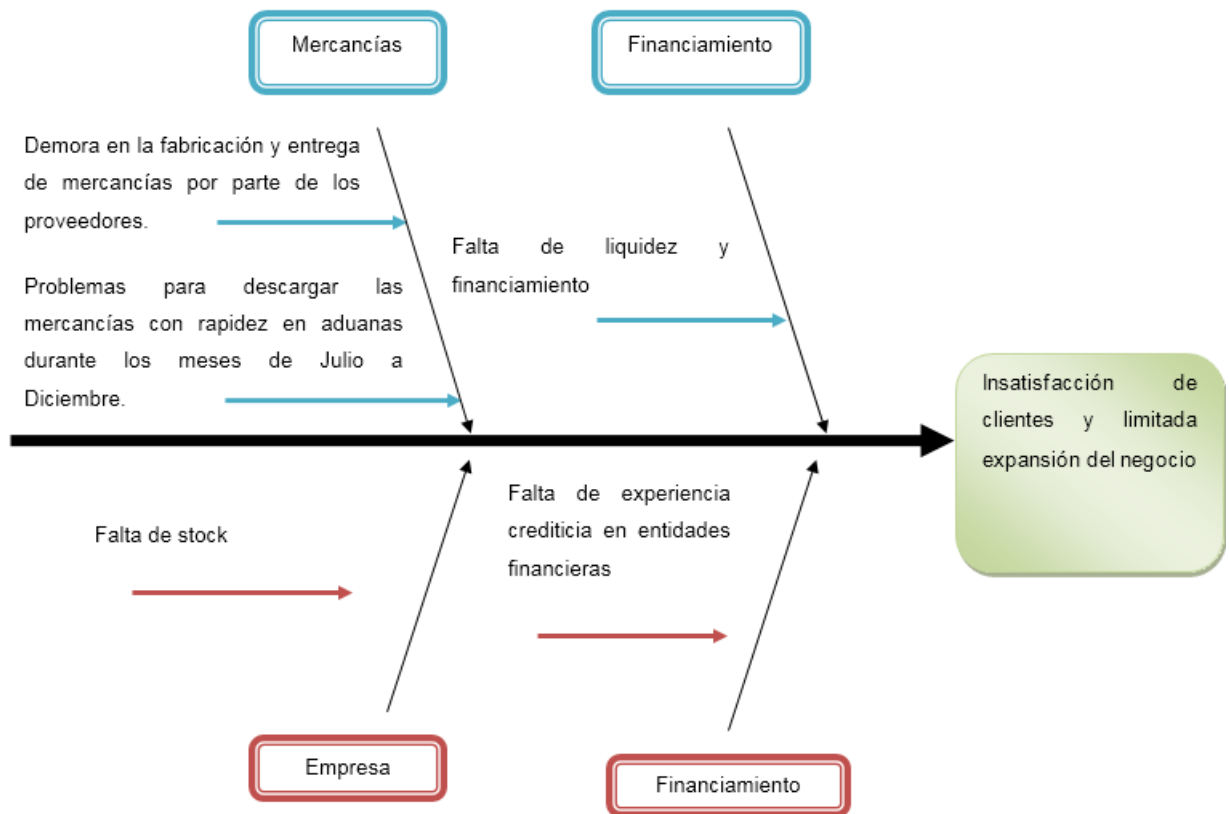 Mercancías
Financiamiento
Demora en la fabricación y entrega
de mercancías por parte de los
proveedores.
Falta de liquidez y
financiamiento
Problemas para descargar las
mercancías con rapidez en aduanas
durante los meses de Julio a
Diciembre.
Insatisfacción de
clientes y limitada
expansión del negocio
Falta de stock
Falta de experiencia
crediticia en entidades
financieras
Empresa
Financiamiento